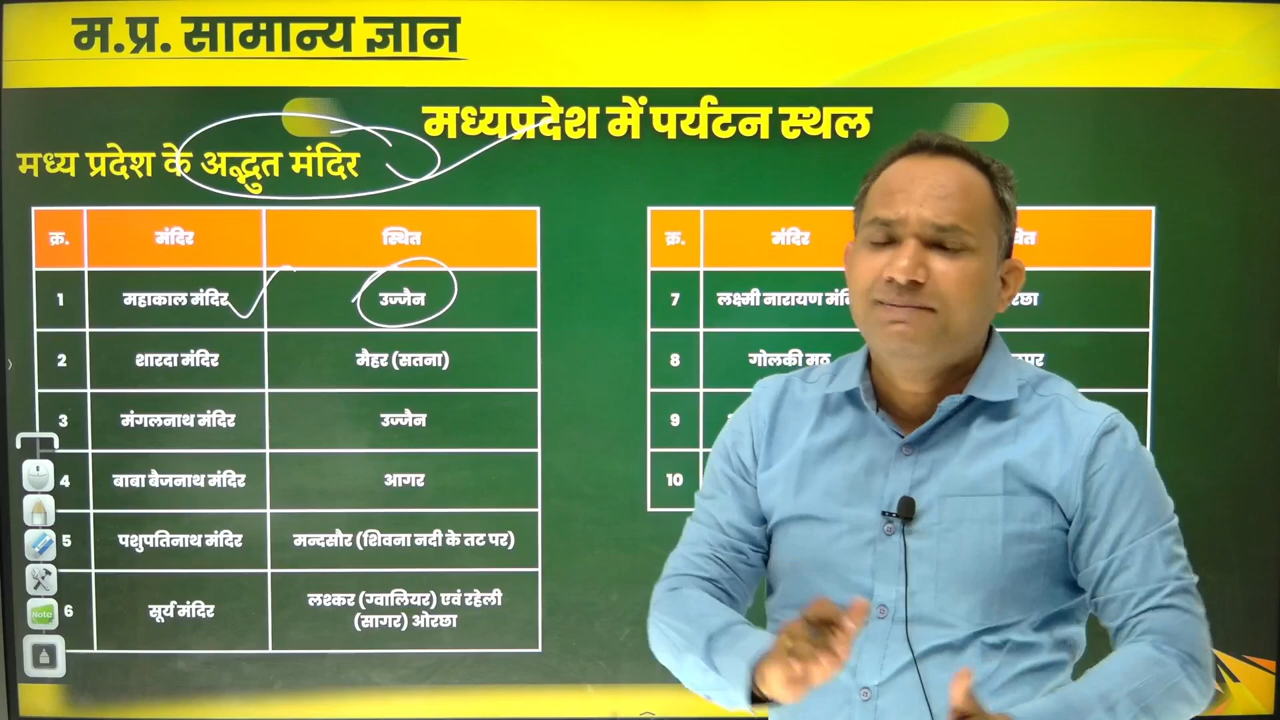 म.प्र. सामान्य ज्ञान
मध्यप्रदेश में पर्यटन स्थल
मध्य प्रदेश के अद्भुत मंदिर
क्र. मंदिर स्थित
1 महाकाल मंदिर उज्जैन
2 शारदा मंदिर मैहर (सतना)
3 मंगलनाथ मंदिर उज्जैन
4 बाबा बैजनाथ मंदिर आगर
5 पशुपतिनाथ मंदिर मन्दसौर (शिवना नदी के तट पर)
6 सूर्य मंदिर लश्कर (ग्वालियर) एवं रहेली
(सागर) ओरछा
क्र. मंदिर
7 लक्ष्मी नारायण
8 गोलकी मठ
9
10
Note